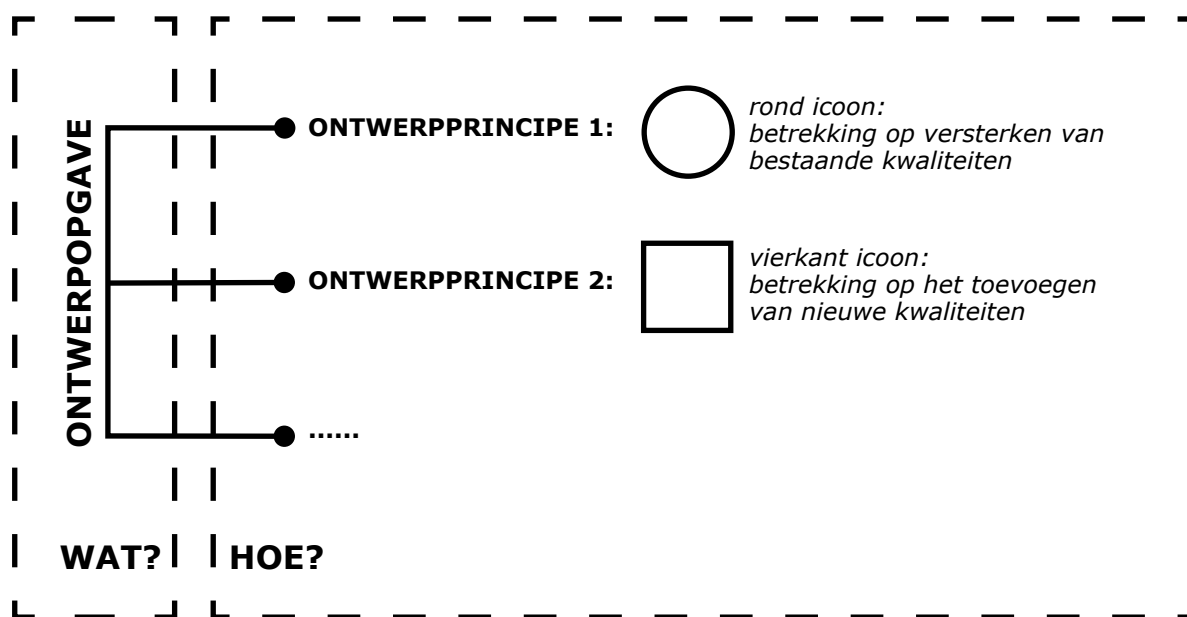 ONTWERPOPGAVE
ONTWERPPRINCIPE 1:
rond icoon:
betrekking op versterken van
bestaande kwaliteiten
ONTWERPPRINCIPE 2:
vierkant icoon:
betrekking op het toevoegen
van nieuwe kwaliteiten
......
WAT?
HOE?